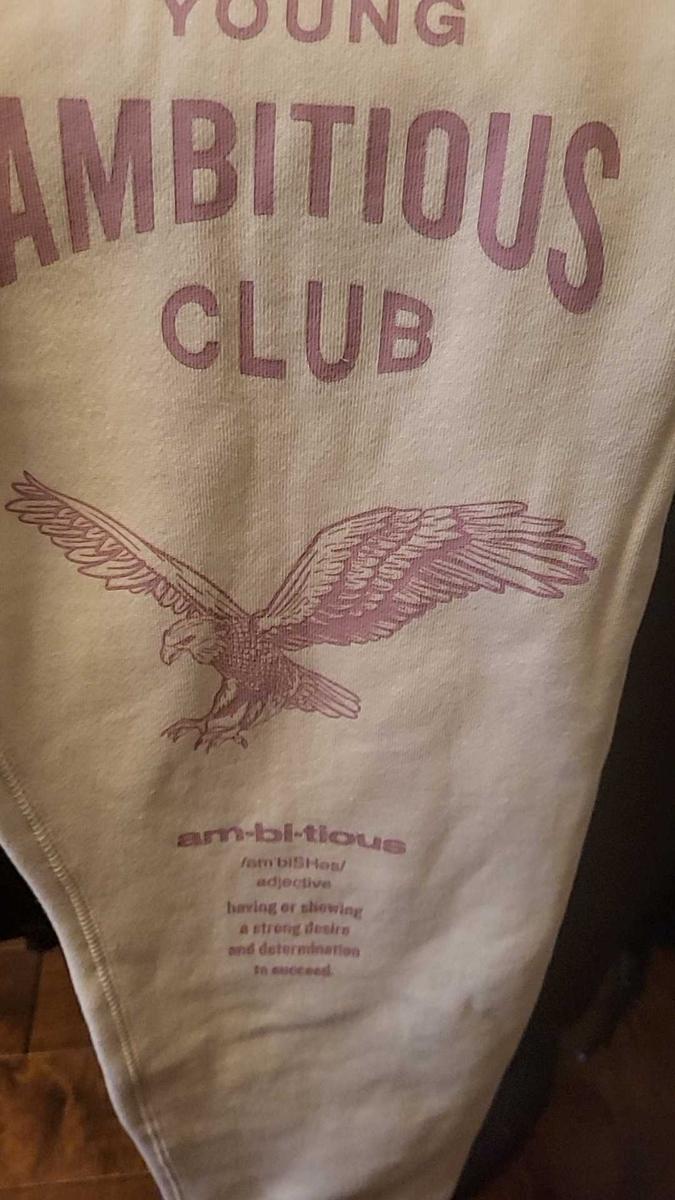 YOUNG
AMBITIOUS
CLUB
am·bi·tious
/am'biSHəs/
adjective
having or showing
a strong desire
and determination
to succeed.